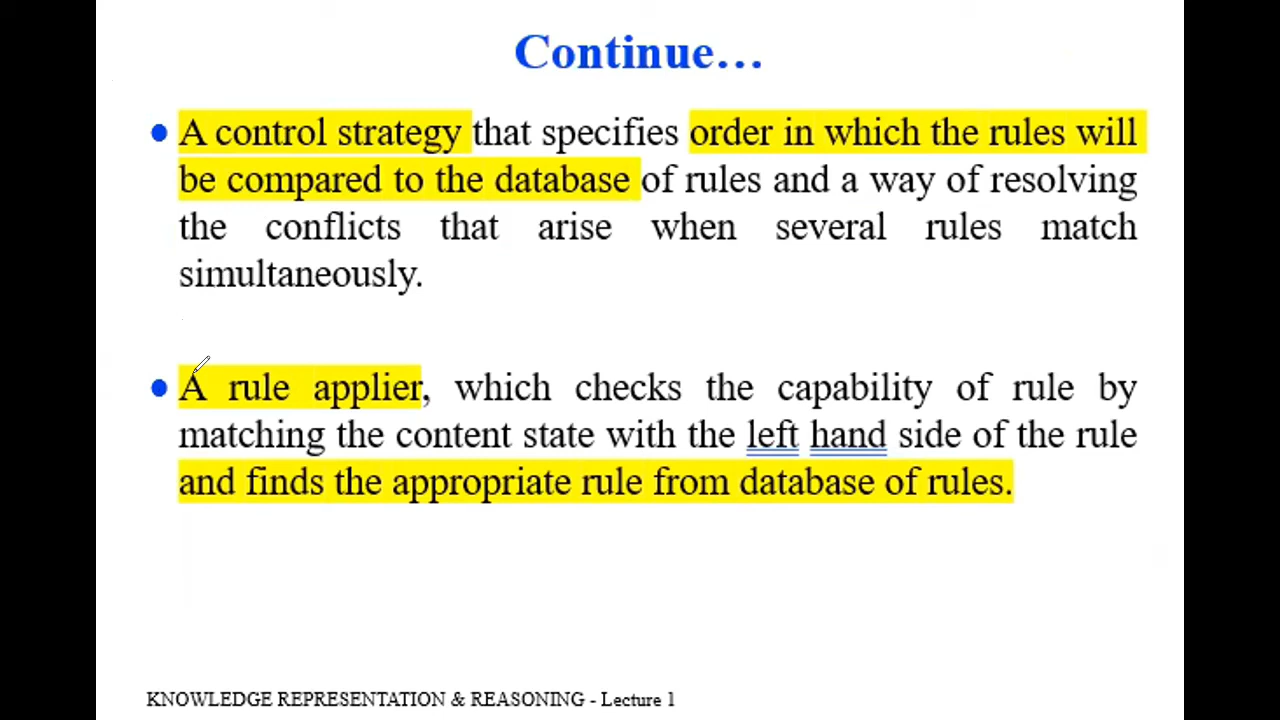 Continue…
● A control strategy that specifies order in which the rules will
be compared to the database of rules and a way of resolving
the conflicts that arise when several rules match
simultaneously.
● A rule applier, which checks the capability of rule by
matching the content state with the left hand side of the rule
and finds the appropriate rule from database of rules.
KNOWLEDGE REPRESENTATION & REASONING - Lecture 1